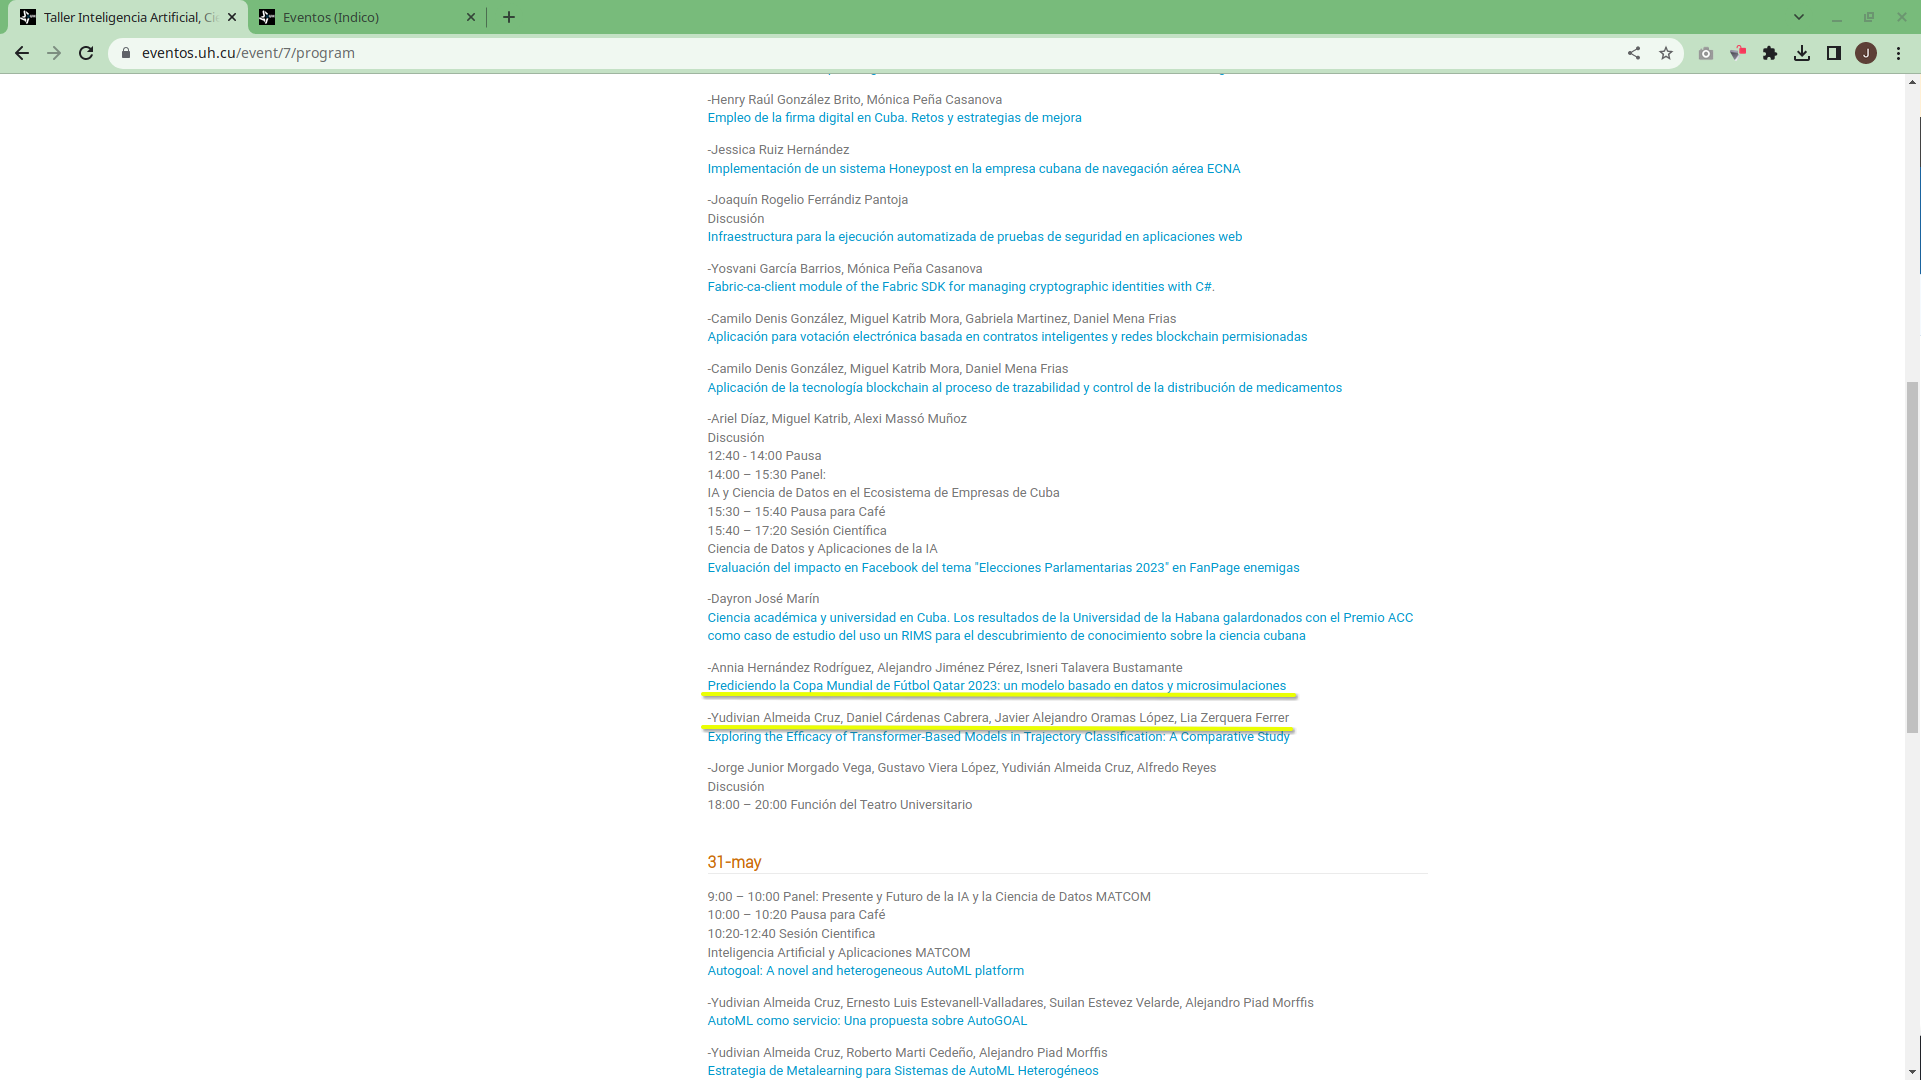 Taller Inteligencia Artificial, Ci
Eventos (Indico)
eventos.uh.cu/event/7/program
J
-Henry Raúl González Brito, Mónica Peña Casanova
Empleo de la firma digital en Cuba. Retos y estrategias de mejora
-Jessica Ruiz Hernández
Implementación de un sistema Honeypost en la empresa cubana de navegación aérea ECNA
-Joaquín Rogelio Ferrándiz Pantoja
Discusión
Infraestructura para la ejecución automatizada de pruebas de seguridad en aplicaciones web
-Yosvani García Barrios, Mónica Peña Casanova
Fabric-ca-client module of the Fabric SDK for managing cryptographic identities with C#.
-Camilo Denis González, Miguel Katrib Mora, Gabriela Martinez, Daniel Mena Frias
Aplicación para votación electrónica basada en contratos inteligentes y redes blockchain permisionadas
-Camilo Denis González, Miguel Katrib Mora, Daniel Mena Frias
Aplicación de la tecnología blockchain al proceso de trazabilidad y control de la distribución de medicamentos
-Ariel Díaz, Miguel Katrib, Alexi Massó Muñoz
Discusión
12:40 - 14:00 Pausa
14:00 – 15:30 Panel:
IA y Ciencia de Datos en el Ecosistema de Empresas de Cuba
15:30 – 15:40 Pausa para Café
15:40 – 17:20 Sesión Científica
Ciencia de Datos y Aplicaciones de la IA
Evaluación del impacto en Facebook del tema "Elecciones Parlamentarias 2023" en FanPage enemigas
-Dayron José Marín
Ciencia académica y universidad en Cuba. Los resultados de la Universidad de la Habana galardonados con el Premio ACC
como caso de estudio del uso un RIMS para el descubrimiento de conocimiento sobre la ciencia cubana
-Annia Hernández Rodríguez, Alejandro Jiménez Pérez, Isneri Talavera Bustamante
Prediciendo la Copa Mundial de Fútbol Qatar 2023: un modelo basado en datos y microsimulaciones
-Yudivian Almeida Cruz, Daniel Cárdenas Cabrera, Javier Alejandro Oramas López, Lia Zerquera Ferrer
Exploring the Efficacy of Transformer-Based Models in Trajectory Classification: A Comparative Study
-Jorge Junior Morgado Vega, Gustavo Viera López, Yudivián Almeida Cruz, Alfredo Reyes
Discusión
18:00 – 20:00 Función del Teatro Universitario
31-may
9:00 – 10:00 Panel: Presente y Futuro de la IA y la Ciencia de Datos MATCOM
10:00 – 10:20 Pausa para Café
10:20-12:40 Sesión Cientifica
Inteligencia Artificial y Aplicaciones MATCOM
Autogoal: A novel and heterogeneous AutoML platform
-Yudivian Almeida Cruz, Ernesto Luis Estevanell-Valladares, Suilan Estevez Velarde, Alejandro Piad Morffis
AutoML como servicio: Una propuesta sobre AutoGOAL
-Yudivian Almeida Cruz, Roberto Marti Cedeño, Alejandro Piad Morffis
Estrategia de Metalearning para Sistemas de AutoML Heterogéneos